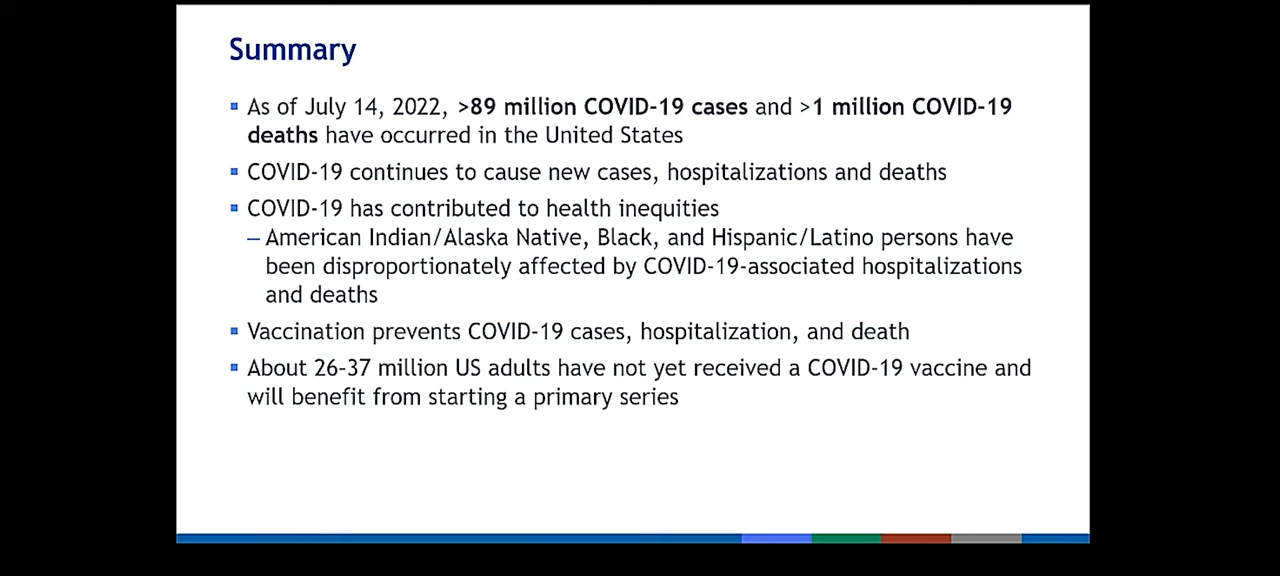 Summary
▪ As of July 14, 2022, >89 million COVID-19 cases and >1 million COVID-19
deaths have occurred in the United States
▪ COVID-19 continues to cause new cases, hospitalizations and deaths
▪ COVID-19 has contributed to health inequities
– American Indian/Alaska Native, Black, and Hispanic/Latino persons have
been disproportionately affected by COVID-19-associated hospitalizations
and deaths
▪ Vaccination prevents COVID-19 cases, hospitalization, and death
▪ About 26–37 million US adults have not yet received a COVID-19 vaccine and
will benefit from starting a primary series